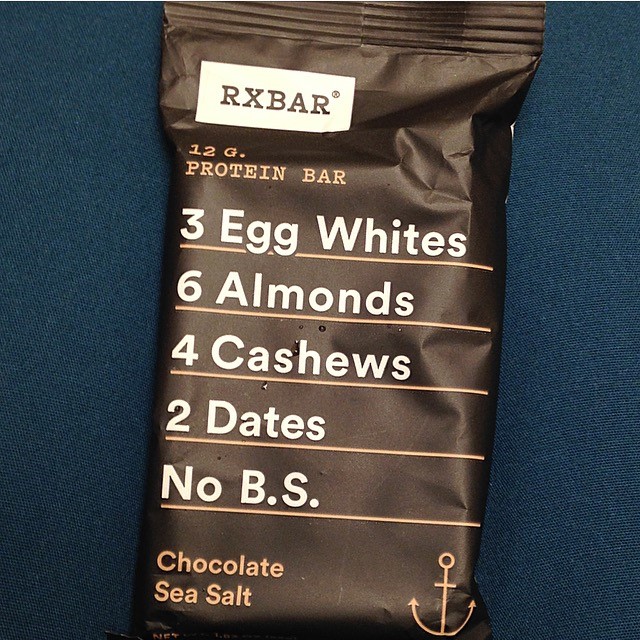 RXBAR®
12 G.
PROTEIN BAR
3 Egg Whites
6 Almonds
4 Cashews
2 Dates
No B.S.
Chocolate
Sea Salt